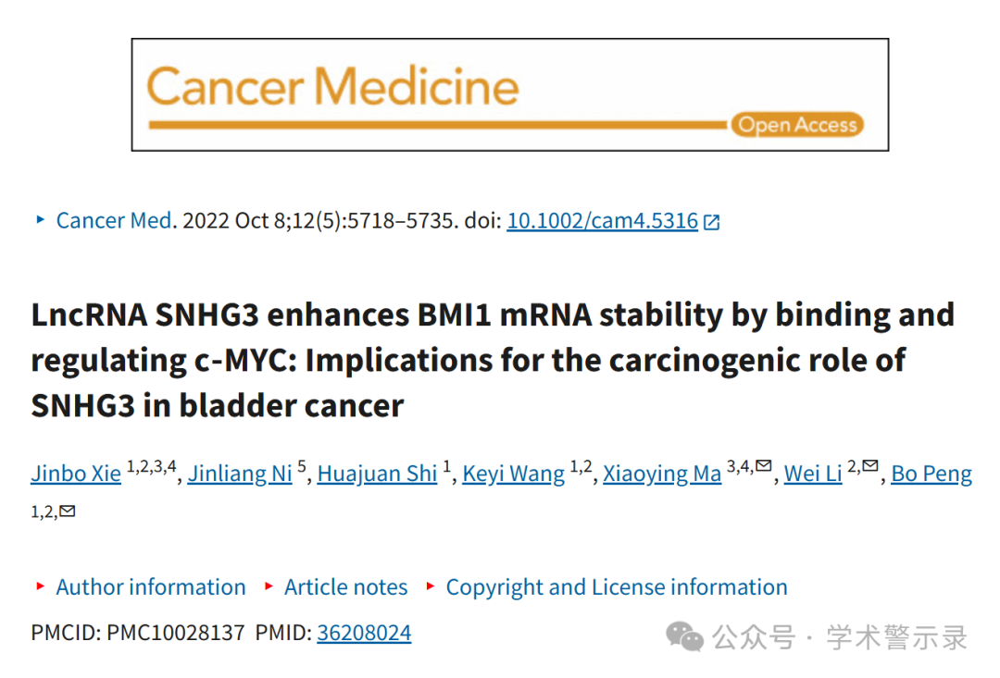 Cancer Medicine
Open Access
Cancer Med. 2022 Oct 8;12(5):5718–5735. doi: 10.1002/cam4.5316
LncRNA SNHG3 enhances BMI1 mRNA stability by binding and
regulating c-MYC: Implications for the carcinogenic role of
SNHG3 in bladder cancer
Jinbo Xie 1,2,3,4, Jinliang Ni 5, Huajuan Shi 1, Keyi Wang 1,2, Xiaoying Ma 3,4,✉, Wei Li 2,✉, Bo Peng
1,2,✉
Author information Article notes Copyright and License information
PMCID: PMC10028137 PMID: 36208024
公众号 · 学术警示录